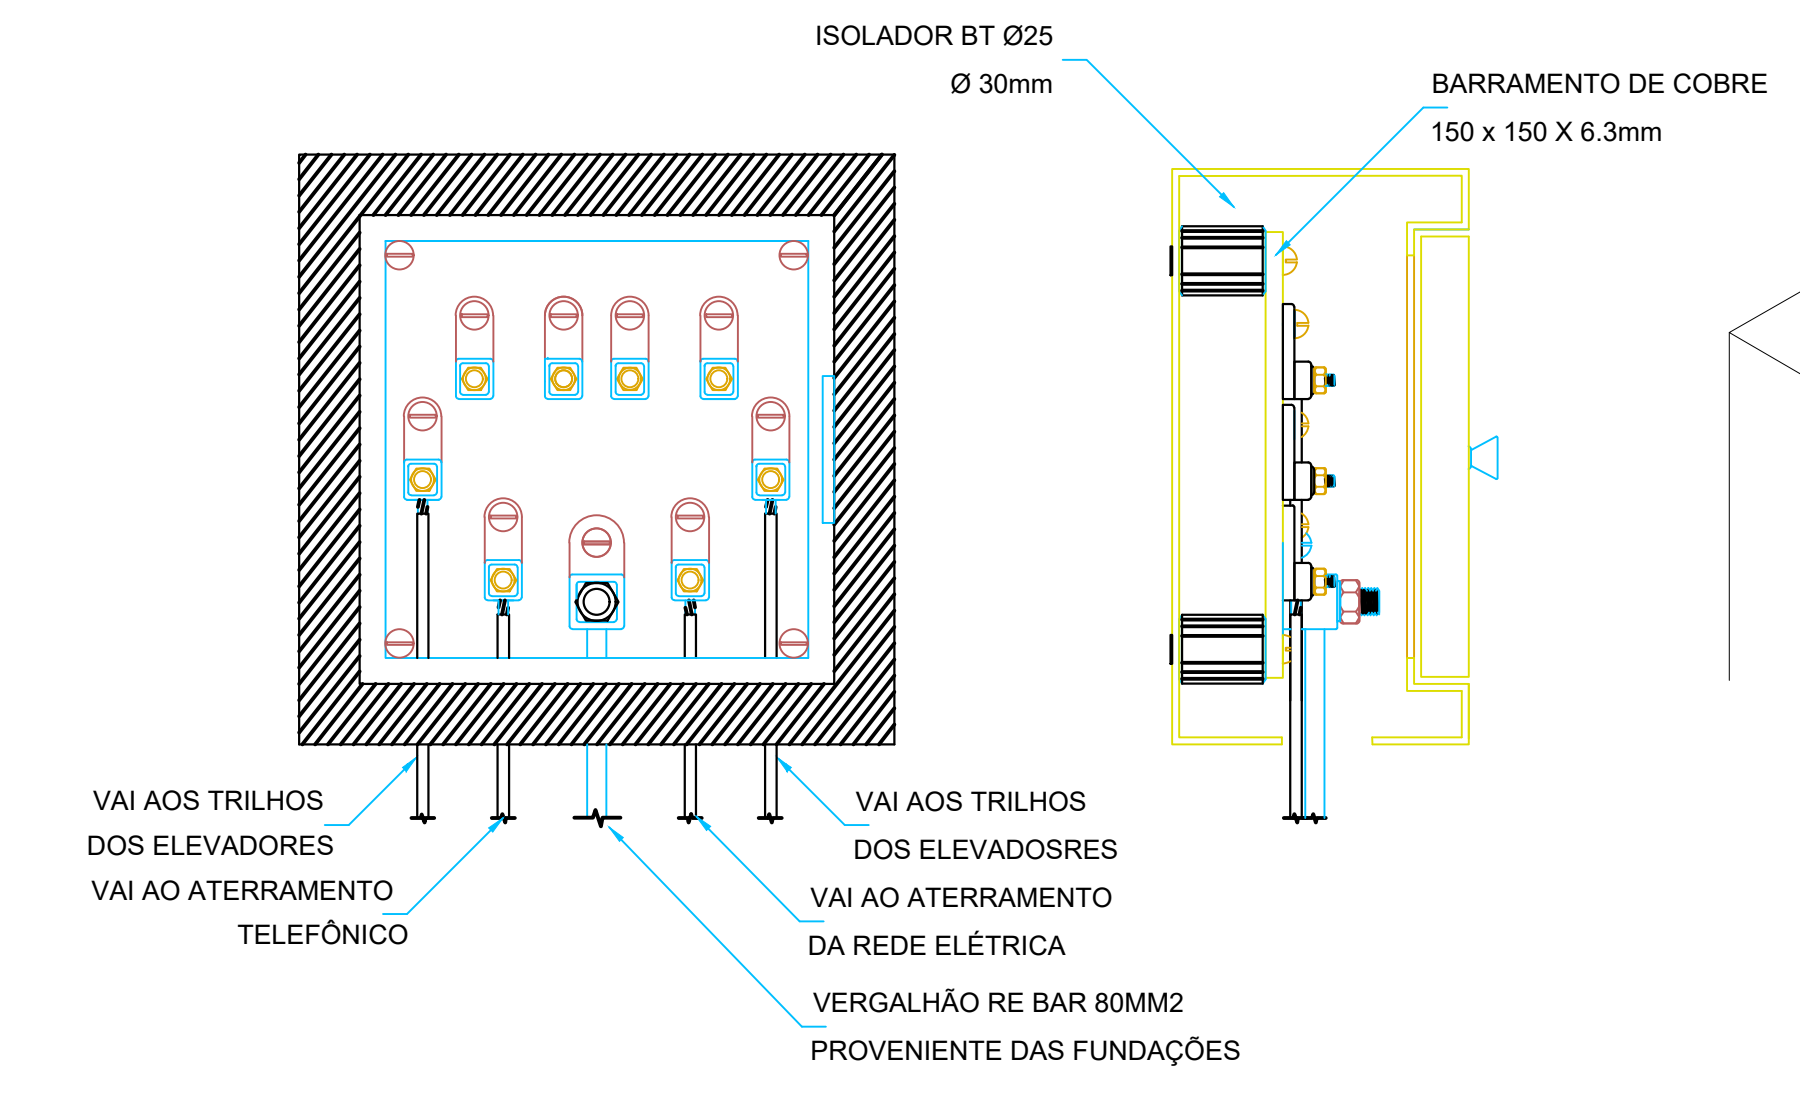 ISOLADOR BT Ø25
Ø 30mm
BARRAMENTO DE COBRE
150 x 150 X 6.3mm
VAI AOS TRILHOS
DOS ELEVADORES
VAI AO ATERRAMENTO
TELEFÔNICO
VAI AOS TRILHOS
DOS ELEVADOSRES
VAI AO ATERRAMENTO
DA REDE ELÉTRICA
VERGALHÃO RE BAR 80MM2
PROVENIENTE DAS FUNDAÇÕES